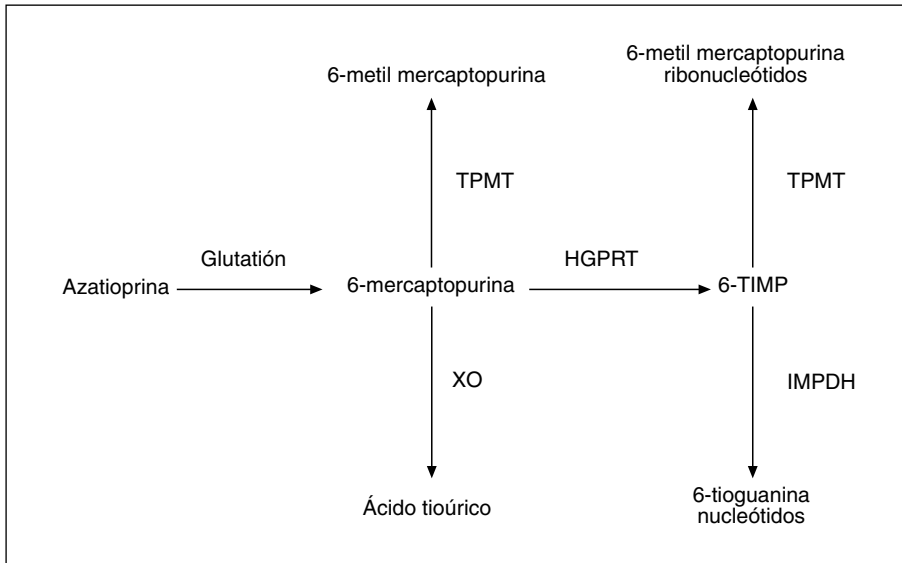 6-metil mercaptopurina
6-metil mercaptopurina
ribonucleótidos
TPMT
TPMT
Glutatión
HGPRT
Azatioprina
6-mercaptopurina
6-TIMP
XO
IMPDH
Ácido tioúrico
6-tioguanina
nucleótidos